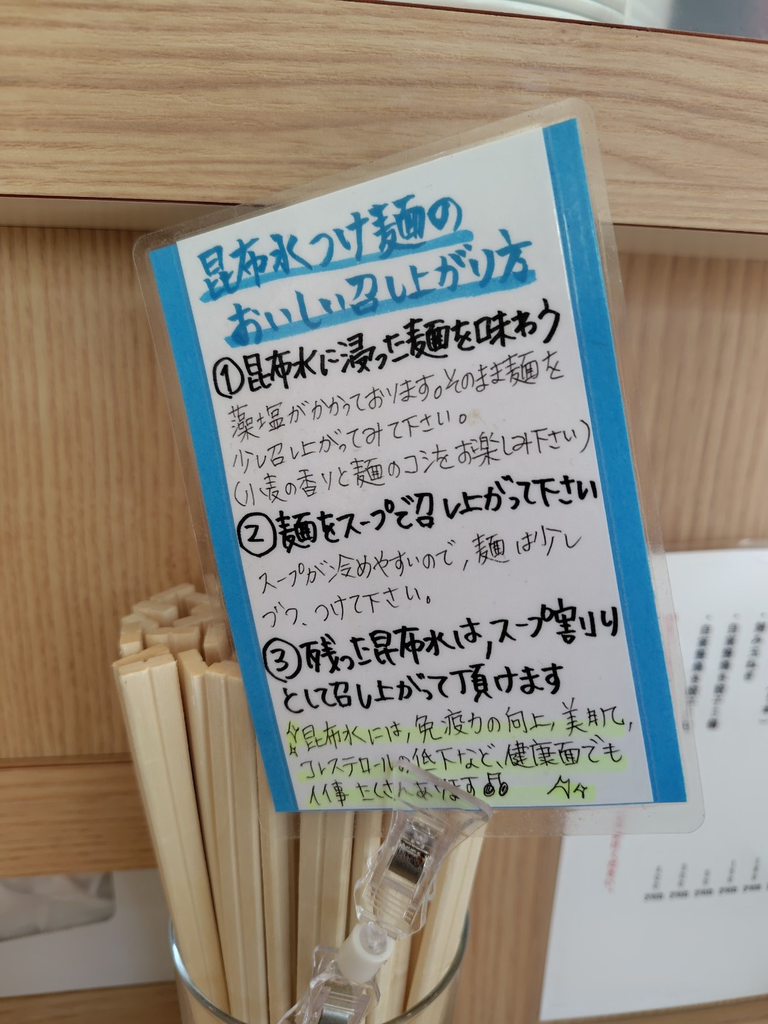 昆布水つけ麺の
おいしい召し上がり方
①昆布水に浸った麺を味わう
藻塩がかかっております。そのまま麺を
少し召し上がってみて下さい。
(小麦の香りと麺のコシをお楽しみ下さい)
②麺をスープで召し上がって下さい
スープが冷めやすいので,麺は少し
づつ、つけて下さい。
③残った昆布水は,スープ割り
として召し上がって頂けます
☆昆布水には,免疫力の向上,美肌,
コレステロールの低下など、健康面でも
イイ事たくさんあります♫ ☆☆